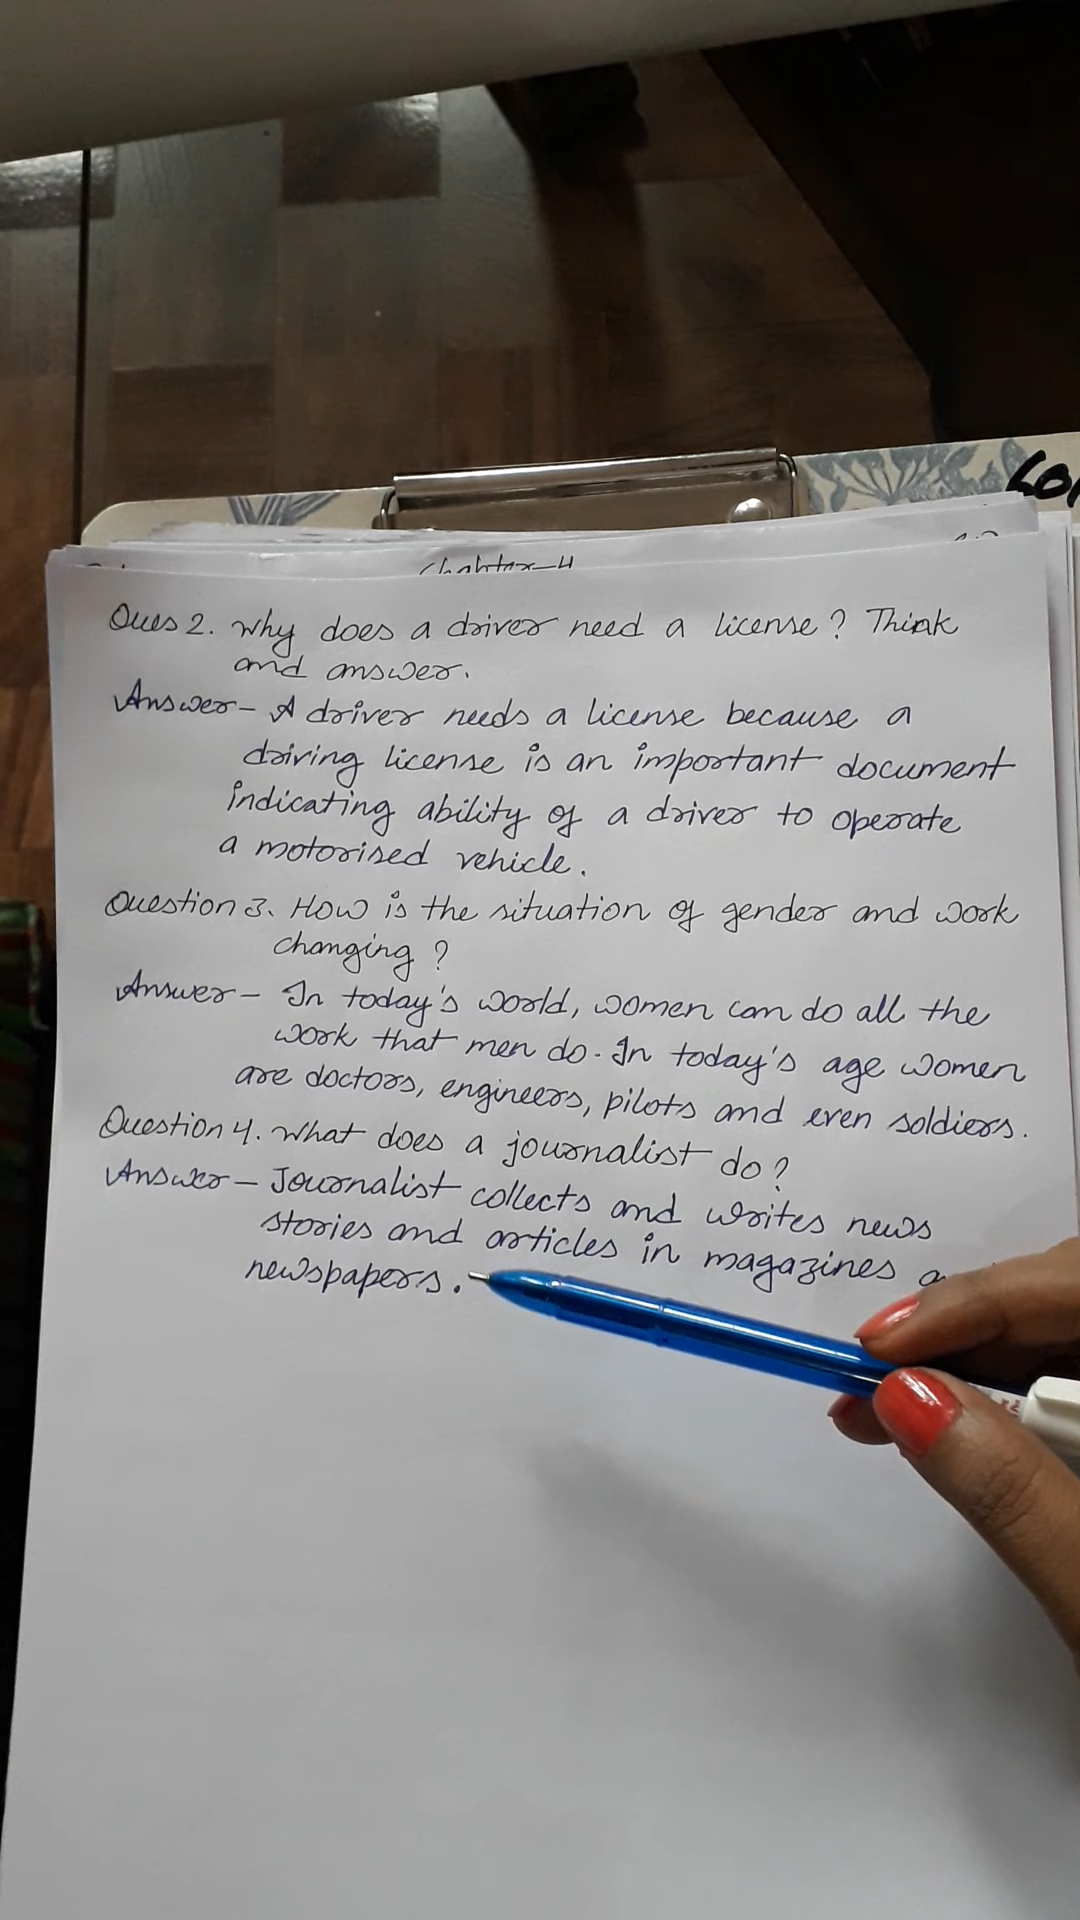 Chapter-4
Ques 2. Why does a driver need a license? Think
and answer.
Answer- A driver needs a license because a
driving license is an important document
indicating ability of a driver to operate
a motorised vehicle.
Question 3. How is the situation of gender and work
changing?
Answer- In today's world, women can do all the
work that men do. In today's age women
are doctors, engineers, pilots and even soldiers.
Question 4. What does a journalist do?
Answer- Journalist collects and writes news
stories and articles in magazines
newspapers.